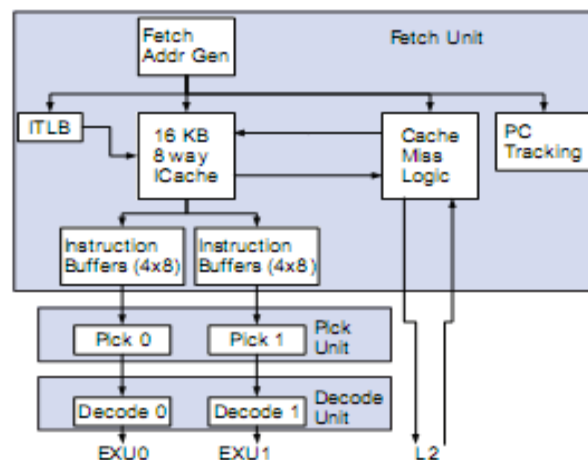 Fetch
Addr Gen
Fetch Unit
ITLB
16 KB
8 way
ICache
Cache
Miss
Logic
PC
Tracking
Instruction
Buffers (4x8)
Instruction
Buffers (4x8)
Pick 0
Pick 1
Pick
Unit
Decode 0
Decode 1
Decode
Unit
EXU0
EXU1
L2